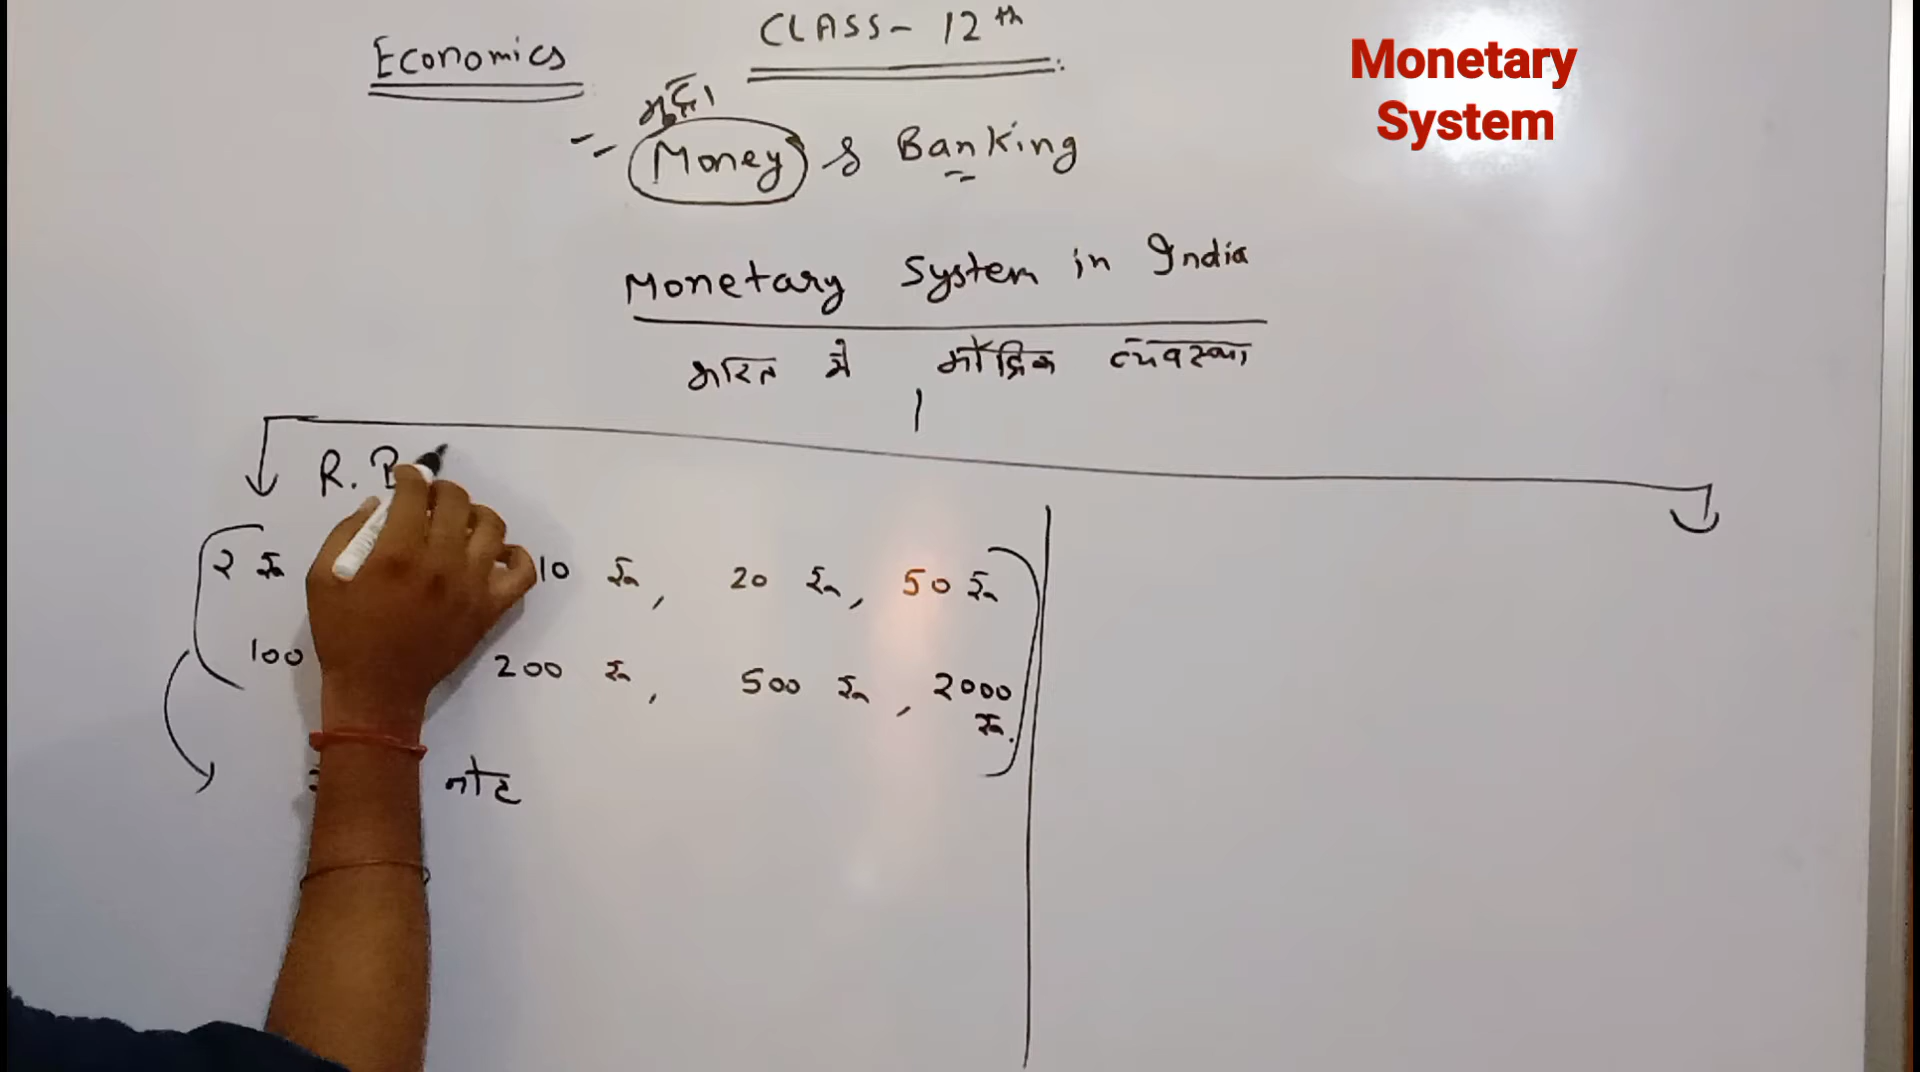 Economics
CLASS- 12th
Monetary
System
मुद्रा
Money & Banking
Monetary System in India
भारत में मौद्रिक व्यवस्था
R. B
2 रू 10 रू, 20 रू, 50 रू
100 200 रू, 500 रू, 2000
रू.
नोट